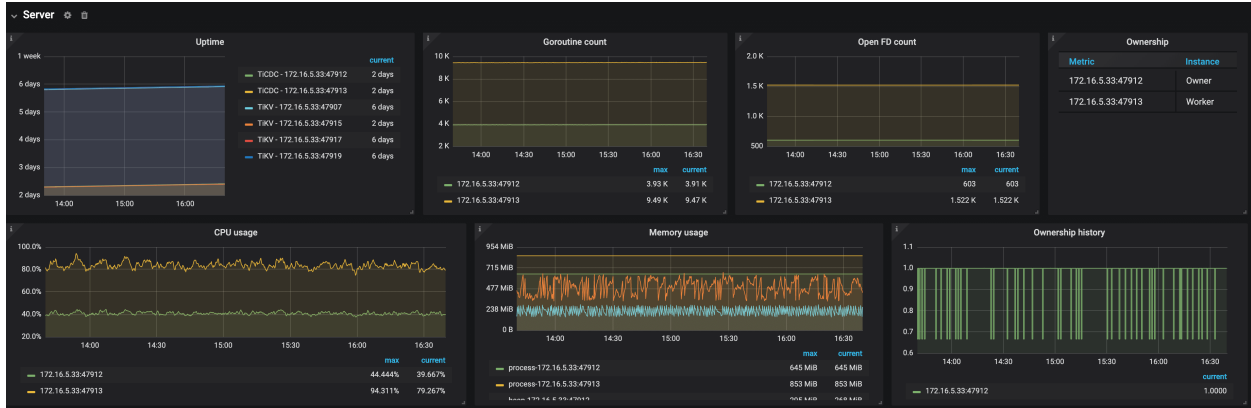 Server
Uptime
1 week
6 days
5 days
4 days
3 days
2 days
14:00 15:00 16:00
current
TiCDC - 172.16.5.33:47912 2 days
TiCDC - 172.16.5.33:47913 2 days
TiKV - 172.16.5.33:47907 6 days
TiKV - 172.16.5.33:47915 2 days
TiKV - 172.16.5.33:47917 6 days
TiKV - 172.16.5.33:47919 6 days
Goroutine count
10 K
8 K
6 K
4 K
2 K
14:00 14:30 15:00 15:30 16:00 16:30
max current
172.16.5.33:47912 3.93 K 3.91 K
172.16.5.33:47913 9.49 K 9.47 K
Open FD count
2.0 K
1.5 K
1.0 K
500
14:00 14:30 15:00 15:30 16:00 16:30
max current
172.16.5.33:47912 603 603
172.16.5.33:47913 1.522 K 1.522 K
Ownership
Metric Instance
172.16.5.33:47912 Owner
172.16.5.33:47913 Worker
CPU usage
100.0%
80.0%
60.0%
40.0%
20.0%
14:00 14:30 15:00 15:30 16:00 16:30
max current
172.16.5.33:47912 44.444% 39.667%
172.16.5.33:47913 94.311% 79.267%
Memory usage
954 MiB
715 MiB
477 MiB
238 MiB
0 B
14:00 14:30 15:00 15:30 16:00 16:30
max current
process-172.16.5.33:47912 645 MiB 645 MiB
process-172.16.5.33:47913 853 MiB 853 MiB
Ownership history
1.1
1.0
0.9
0.8
0.7
0.6
14:00 14:30 15:00 15:30 16:00 16:30
current
172.16.5.33:47912 1.0000